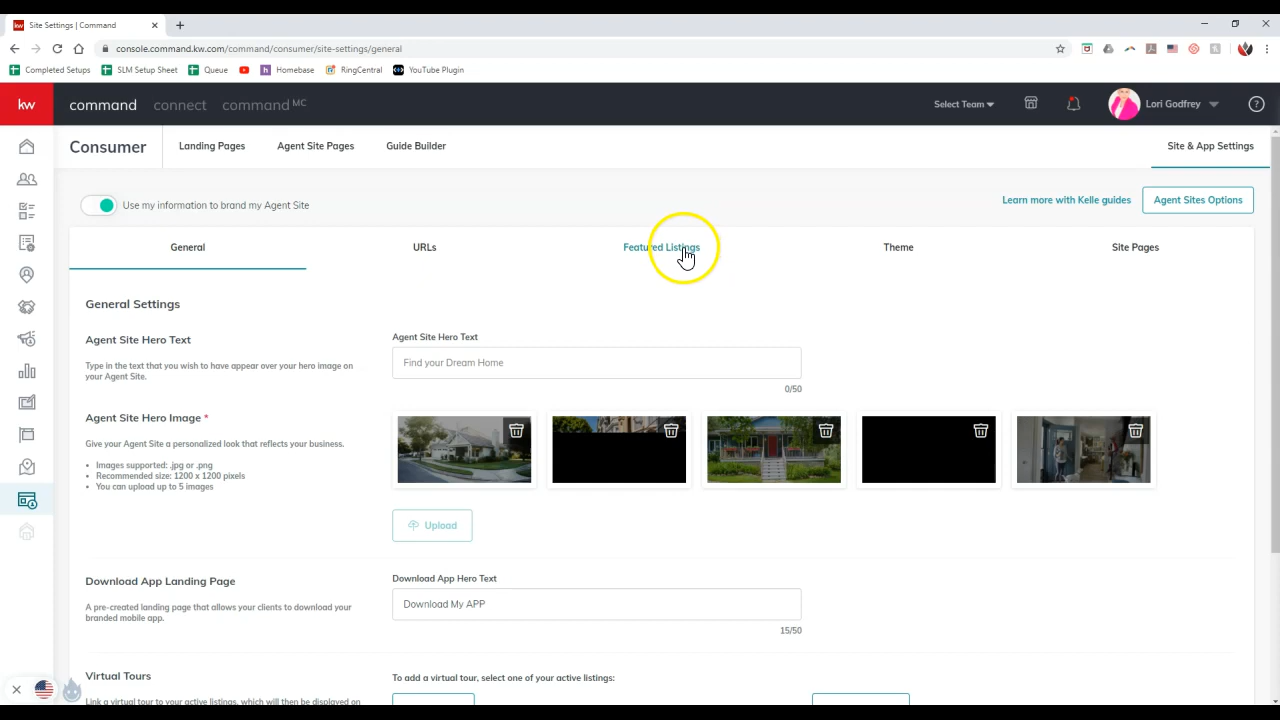 kw Site Settings | Command
console.command.kw.com/command/consumer/site-settings/general
Completed Setups SLM Setup Sheet Queue Homebase RingCentral YouTube Plugin
kw command connect command MC Select Team Lori Godfrey ?
Consumer Landing Pages Agent Site Pages Guide Builder Site & App Settings
Use my information to brand my Agent Site Learn more with Kelle guides Agent Sites Options
General URLs Featured Listings Theme Site Pages
General Settings
Agent Site Hero Text
Type in the text that you wish to have appear over your hero image on
your Agent Site.
Agent Site Hero Text
Find your Dream Home
0/50
Agent Site Hero Image *
Give your Agent Site a personalized look that reflects your business.
• Images supported: .jpg or .png
• Recommended size: 1200 x 1200 pixels
• You can upload up to 5 images
Upload
Download App Landing Page
A pre-created landing page that allows your clients to download your
branded mobile app.
Download App Hero Text
Download My APP
15/50
Virtual Tours
Link a virtual tour to your active listings, which will then be displayed on
To add a virtual tour, select one of your active listings: